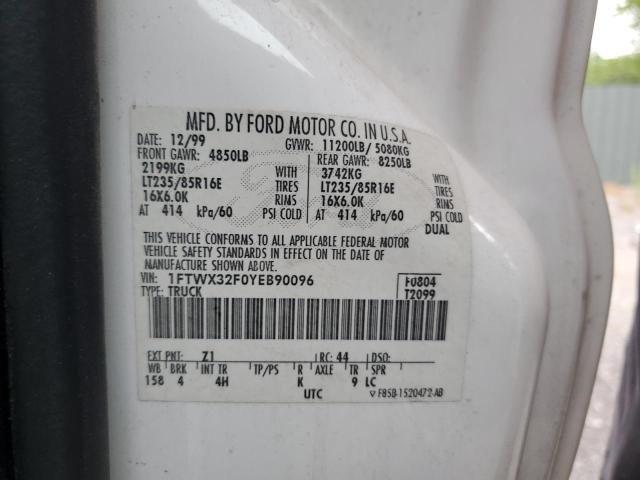 MFD. BY FORD MOTOR CO. IN U.S.A.
DATE: 12/99 GVWR: 11200LB/ 5080KG
FRONT GAWR: 4850LB REAR GAWR: 8250LB
2199KG WITH 3742KG WITH
LT235/85R16E TIRES LT235/85R16E TIRES
16X6.0K RIMS 16X6.0K RIMS
AT 414 kPa/60 PSI COLD AT 414 kPa/60 PSI COLD
DUAL
THIS VEHICLE CONFORMS TO ALL APPLICABLE FEDERAL MOTOR
VEHICLE SAFETY STANDARDS IN EFFECT ON THE DATE OF
MANUFACTURE SHOWN ABOVE.
VIN: 1FTWX32F0YEB90096 F0804
TYPE: TRUCK T2099
EXT PNT: Z1 RC: 44 DSO:
WB BRK INT TR TP/PS R AXLE TR SPR
158 4 4H K 9 LC
UTC F85B-1520472-AB